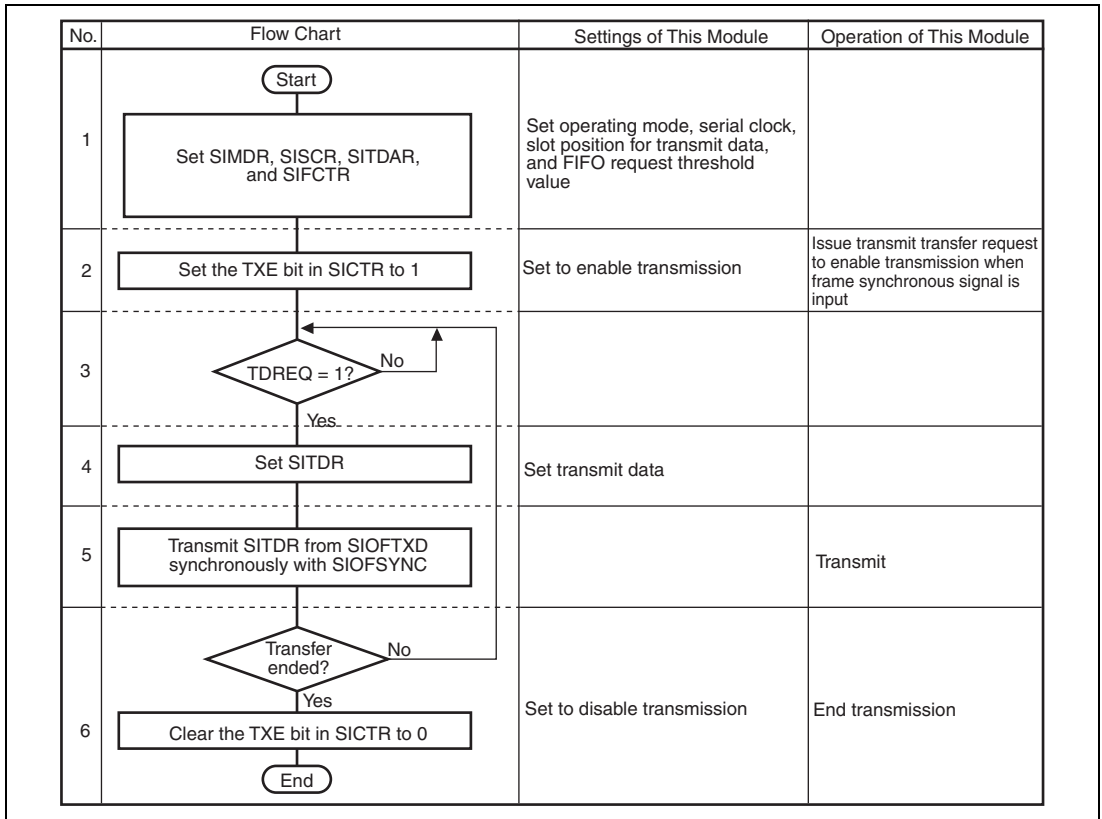 No.
Flow Chart
Settings of This Module
Operation of This Module
Start
1
Set SIMDR, SISCR, SITDAR,
and SIFCTR
Set operating mode, serial clock,
slot position for transmit data,
and FIFO request threshold
value
2
Set the TXE bit in SICTR to 1
Set to enable transmission
Issue transmit transfer request
to enable transmission when
frame synchronous signal is
input
3
TDREQ = 1?
No
Yes
4
Set SITDR
Set transmit data
5
Transmit SITDR from SIOFTXD
synchronously with SIOFSYNC
Transmit
Transfer
ended?
No
Yes
6
Clear the TXE bit in SICTR to 0
Set to disable transmission
End transmission
End